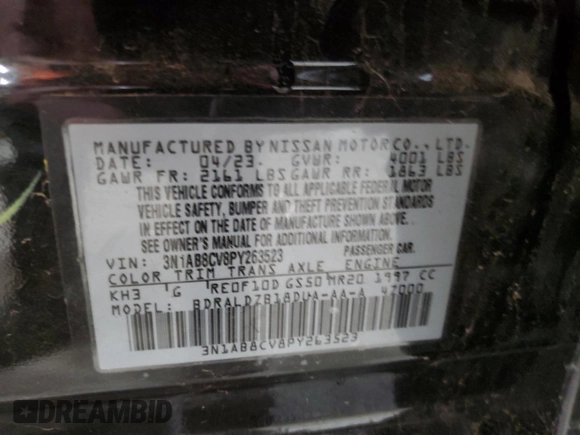 MANUFACTURED BY NISSAN MOTOR CO., LTD.
DATE: 04/23 GVWR: 4001 LBS
GAWR FR: 2161 LBS GAWR RR: 1863 LBS
THIS VEHICLE CONFORMS TO ALL APPLICABLE FEDERAL MOTOR
VEHICLE SAFETY, BUMPER AND THEFT PREVENTION STANDARDS
IN EFFECT ON THE DATE OF MANUFACTURE SHOWN ABOVE.
SEE OWNER'S MANUAL FOR ADDITIONAL INFORMATION.
VIN: 3N1AB8CV8PY263523 PASSENGER CAR.
COLOR TRIM TRANS AXLE ENGINE
KH3 G RE0F10D GS50 MR20 1997 CC
MODEL: BDRALDZB18DUA-AA-A 47000
3N1AB8CV8PY263523
DREAMBID